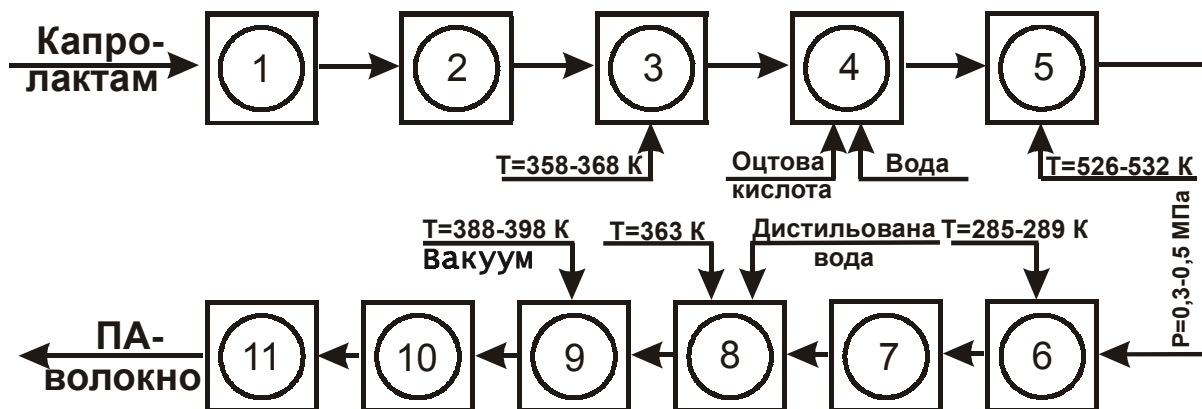 Капро-
лактам
1
2
3
4
5
Т=358-368 К
Оцтова
кислота
Вода
Т=526-532 К
Р=0,3-0,5 МПа
Т=388-398 К
Вакуум
Т=363 К
Дистильована
вода
Т=285-289 К
ПА-
волокно
11
10
9
8
7
6